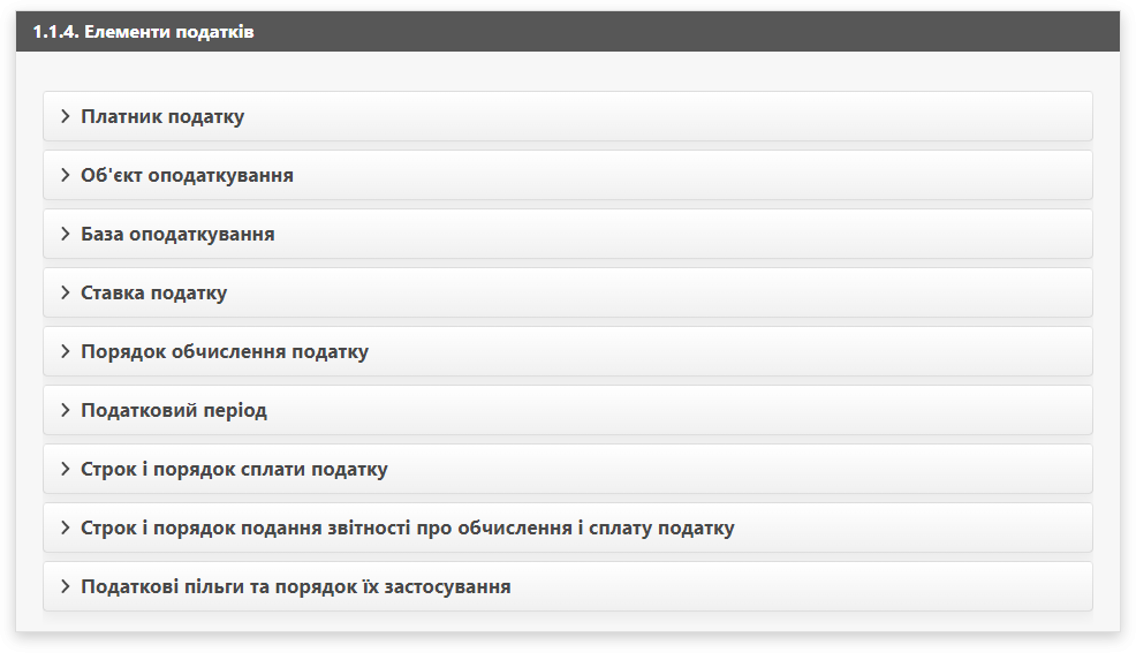 1.1.4. Елементи податків
Платник податку
Об'єкт оподаткування
База оподаткування
Ставка податку
Порядок обчислення податку
Податковий період
Строк і порядок сплати податку
Строк і порядок подання звітності про обчислення і сплату податку
Податкові пільги та порядок їх застосування